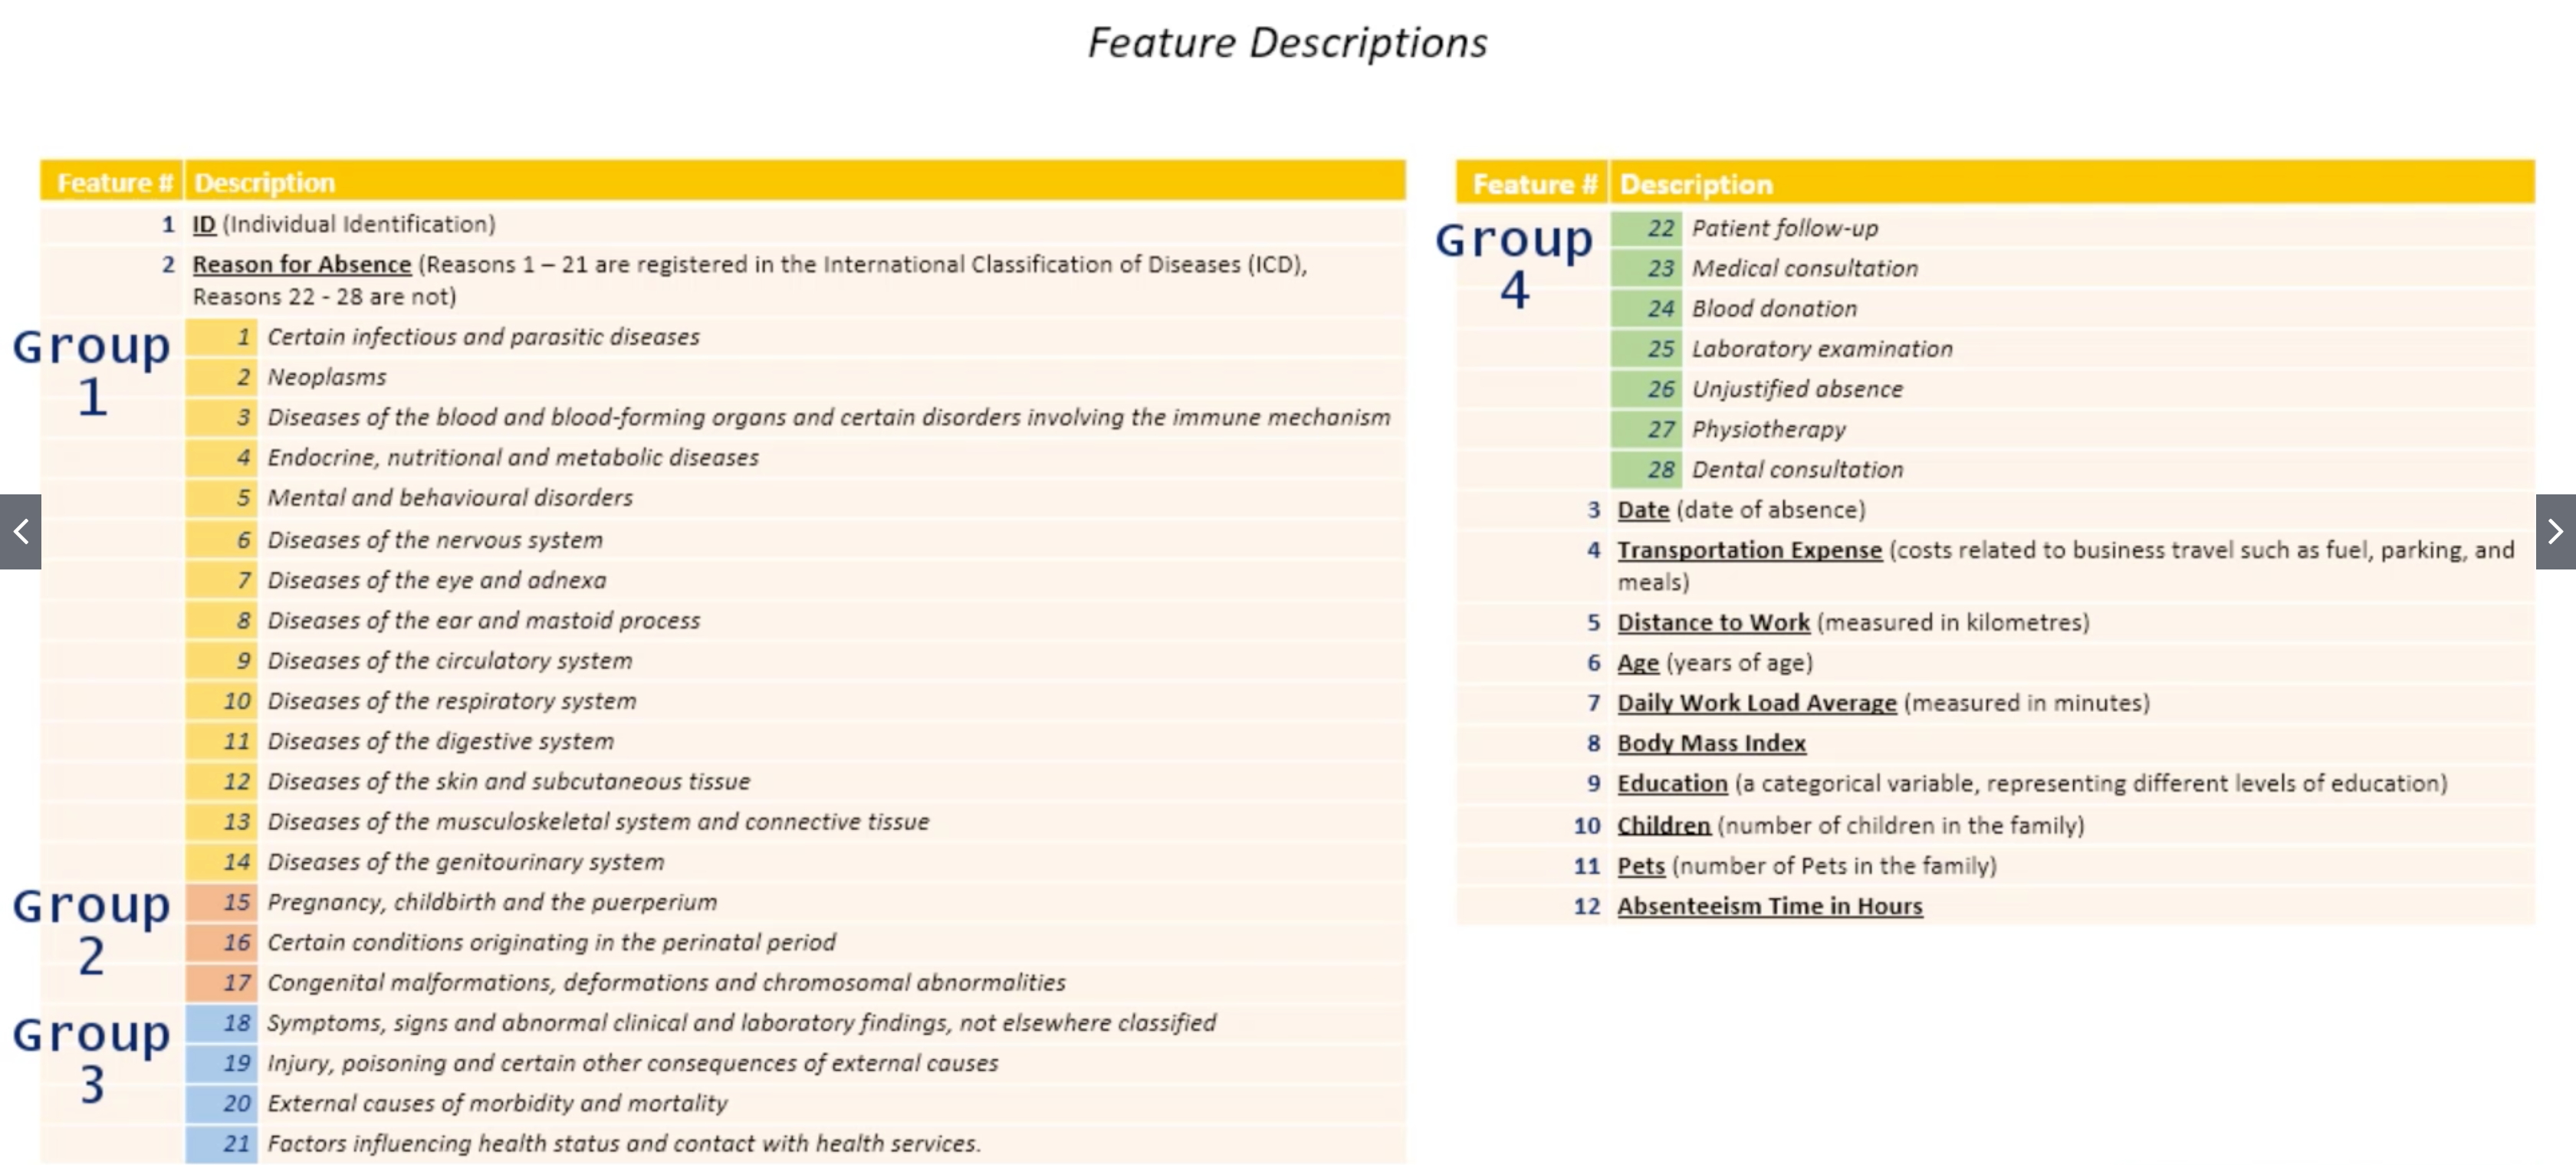 Feature Descriptions
Feature # Description
1 ID (Individual Identification)
2 Reason for Absence (Reasons 1 – 21 are registered in the International Classification of Diseases (ICD),
Reasons 22 - 28 are not)
Group
1
1 Certain infectious and parasitic diseases
2 Neoplasms
3 Diseases of the blood and blood-forming organs and certain disorders involving the immune mechanism
4 Endocrine, nutritional and metabolic diseases
5 Mental and behavioural disorders
6 Diseases of the nervous system
7 Diseases of the eye and adnexa
8 Diseases of the ear and mastoid process
9 Diseases of the circulatory system
10 Diseases of the respiratory system
11 Diseases of the digestive system
12 Diseases of the skin and subcutaneous tissue
13 Diseases of the musculoskeletal system and connective tissue
14 Diseases of the genitourinary system
Group
2
15 Pregnancy, childbirth and the puerperium
16 Certain conditions originating in the perinatal period
17 Congenital malformations, deformations and chromosomal abnormalities
Group
3
18 Symptoms, signs and abnormal clinical and laboratory findings, not elsewhere classified
19 Injury, poisoning and certain other consequences of external causes
20 External causes of morbidity and mortality
21 Factors influencing health status and contact with health services.
Feature # Description
Group
4
22 Patient follow-up
23 Medical consultation
24 Blood donation
25 Laboratory examination
26 Unjustified absence
27 Physiotherapy
28 Dental consultation
3 Date (date of absence)
4 Transportation Expense (costs related to business travel such as fuel, parking, and
meals)
5 Distance to Work (measured in kilometres)
6 Age (years of age)
7 Daily Work Load Average (measured in minutes)
8 Body Mass Index
9 Education (a categorical variable, representing different levels of education)
10 Children (number of children in the family)
11 Pets (number of Pets in the family)
12 Absenteeism Time in Hours